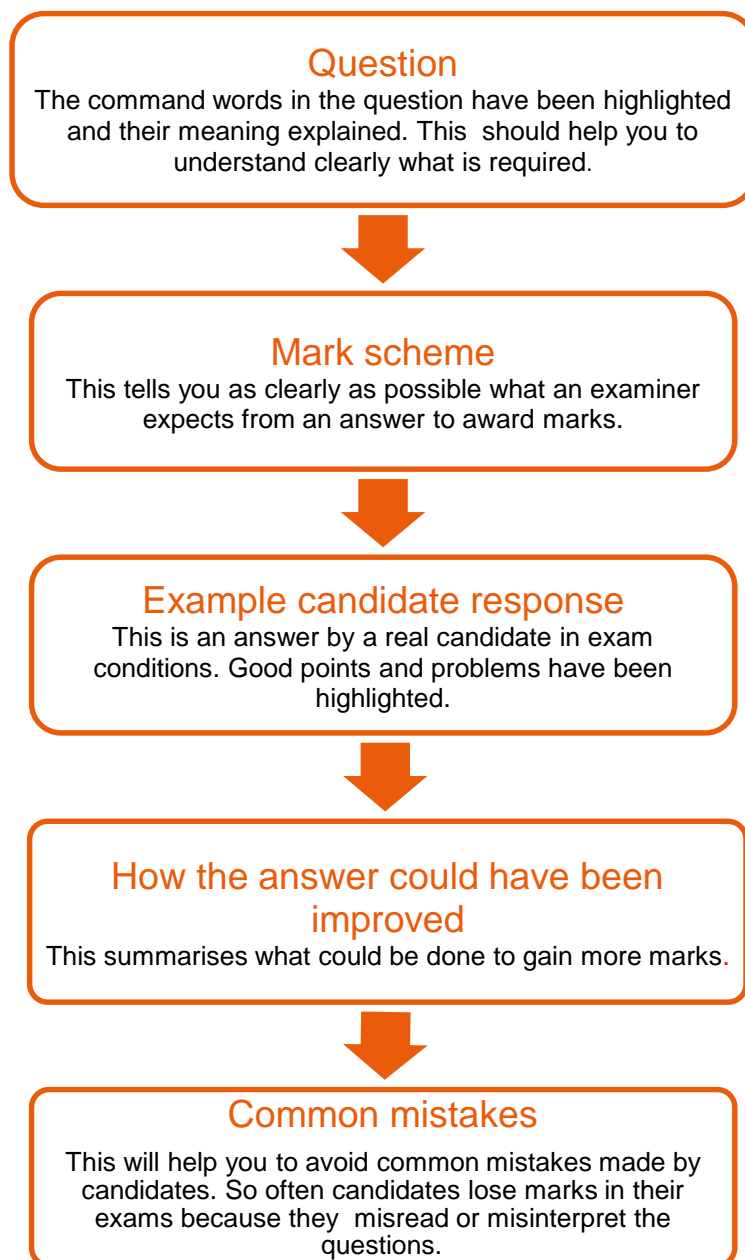 Question
The command words in the question have been highlighted
and their meaning explained. This  should help you to
understand clearly what is required.
Mark scheme
This tells you as clearly as possible what an examiner
expects from an answer to award marks.
Example candidate response
This is an answer by a real candidate in exam
conditions. Good points and problems have been
highlighted.
How the answer could have been
improved
This summarises what could be done to gain more marks.
Common mistakes
This will help you to avoid common mistakes made by
candidates. So often candidates lose marks in their
exams because they  misread or misinterpret the
questions.